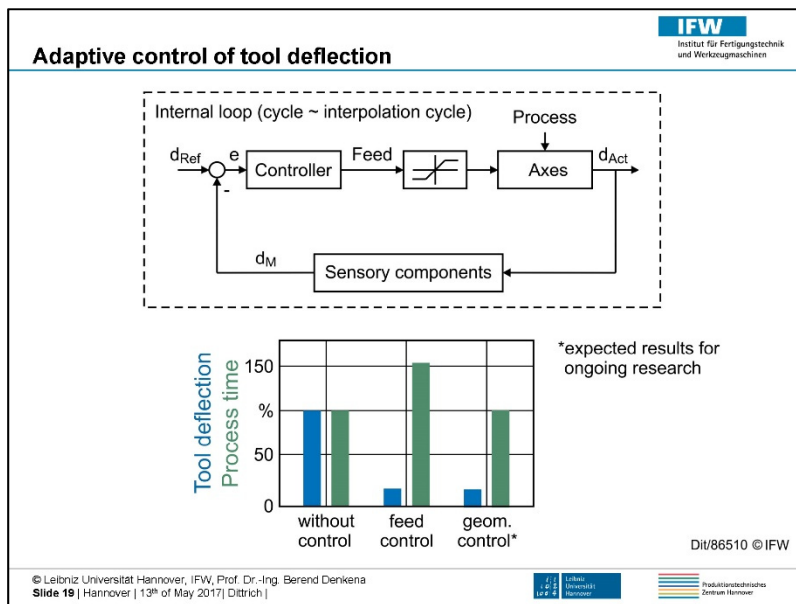 Adaptive control of tool deflection
IFW
Institut für Fertigungstechnik
und Werkzeugmaschinen
Internal loop (cycle ~ interpolation cycle)
Process
dRef
e
Controller
Feed
Axes
dAct
-
dM
Sensory components
Tool deflection
Process time
150
%
50
0
without
control
feed
control
geom.
control*
*expected results for
ongoing research
Dit/86510 © IFW
© Leibniz Universität Hannover, IFW, Prof. Dr.-Ing. Berend Denkena
Slide 19 | Hannover | 13th of May 2017| Dittrich |
Leibniz
Universität
Hannover
Produktionstechnisches
Zentrum Hannover